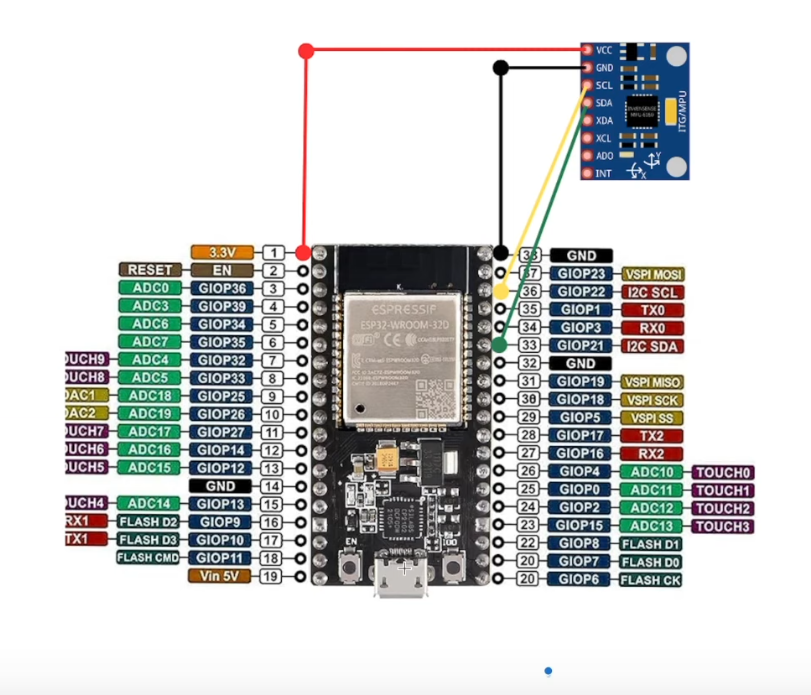 VCC
GND
SCL
SDA
XDA
XCL
ADO
INT
ITG/MPU
Y
X
3.3V 1
RESET EN 2
ADC0 GIOP36 3
ADC3 GIOP39 4
ADC6 GIOP34 5
ADC7 GIOP35 6
OUCH9 ADC4 GIOP32 7
OUCH8 ADC5 GIOP33 8
DAC1 ADC18 GIOP25 9
DAC2 ADC19 GIOP26 10
OUCH7 ADC17 GIOP27 11
OUCH6 ADC16 GIOP14 12
OUCH5 ADC15 GIOP12 13
GND 14
OUCH4 ADC14 GIOP13 15
RX1 FLASH D2 GIOP9 16
TX1 FLASH D3 GIOP10 17
FLASH CMD GIOP11 18
Vin 5V 19
ESPRESSIF
ESP32-WROOM-32D
EN
38 GND
37 GIOP23 VSPI MOSI
36 GIOP22 I2C SCL
35 GIOP1 TX0
34 GIOP3 RX0
33 GIOP21 I2C SDA
32 GND
31 GIOP19 VSPI MISO
30 GIOP18 VSPI SCK
29 GIOP5 VSPI SS
28 GIOP17 TX2
27 GIOP16 RX2
26 GIOP4 ADC10 TOUCH0
25 GIOP0 ADC11 TOUCH1
24 GIOP2 ADC12 TOUCH2
23 GIOP15 ADC13 TOUCH3
22 GIOP8 FLASH D1
20 GIOP7 FLASH D0
20 GIOP6 FLASH CK